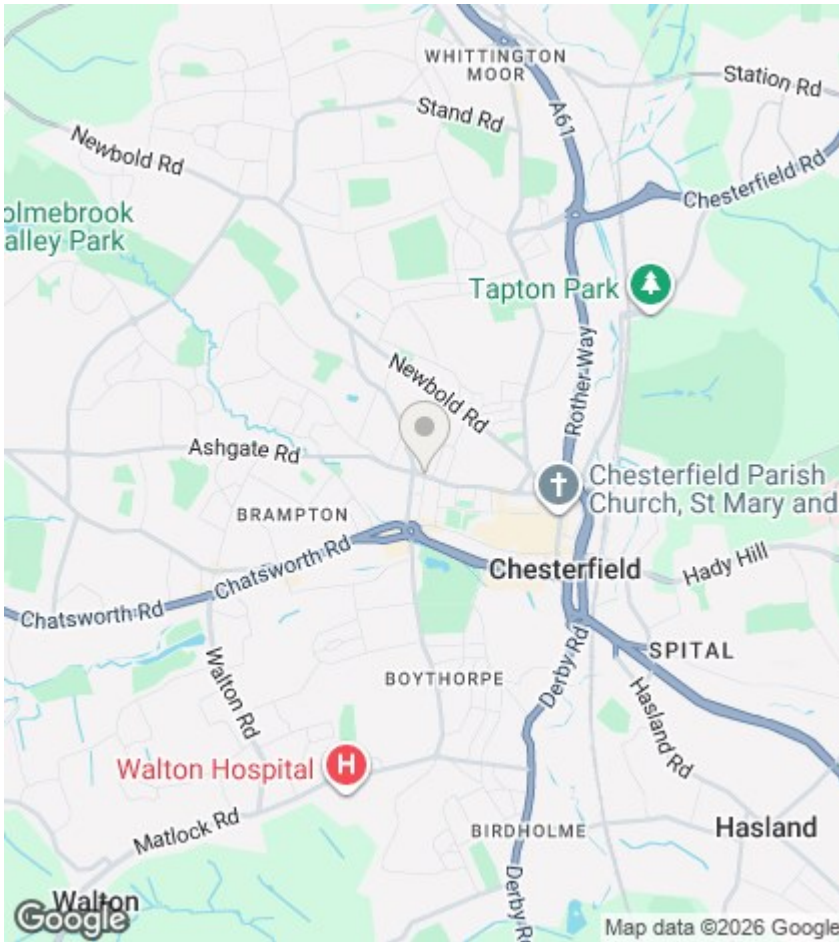 WHITTINGTON
MOOR
Station Rd
Stand Rd
A61
Newbold Rd
Chesterfield Rd
olmebrook
alley Park
Tapton Park
Rother Way
Newbold Rd
Ashgate Rd
Chesterfield Parish
Church, St Mary and
BRAMPTON
Chatsworth Rd
Chesterfield
Hady Hill
Chatsworth Rd
SPITAL
Derby Rd
Walton Rd
BOYTHORPE
Hasland Rd
Walton Hospital
H
Matlock Rd
BIRDHOLME
Hasland
Derby Rd
Walton
Google
Map data ©2026 Google